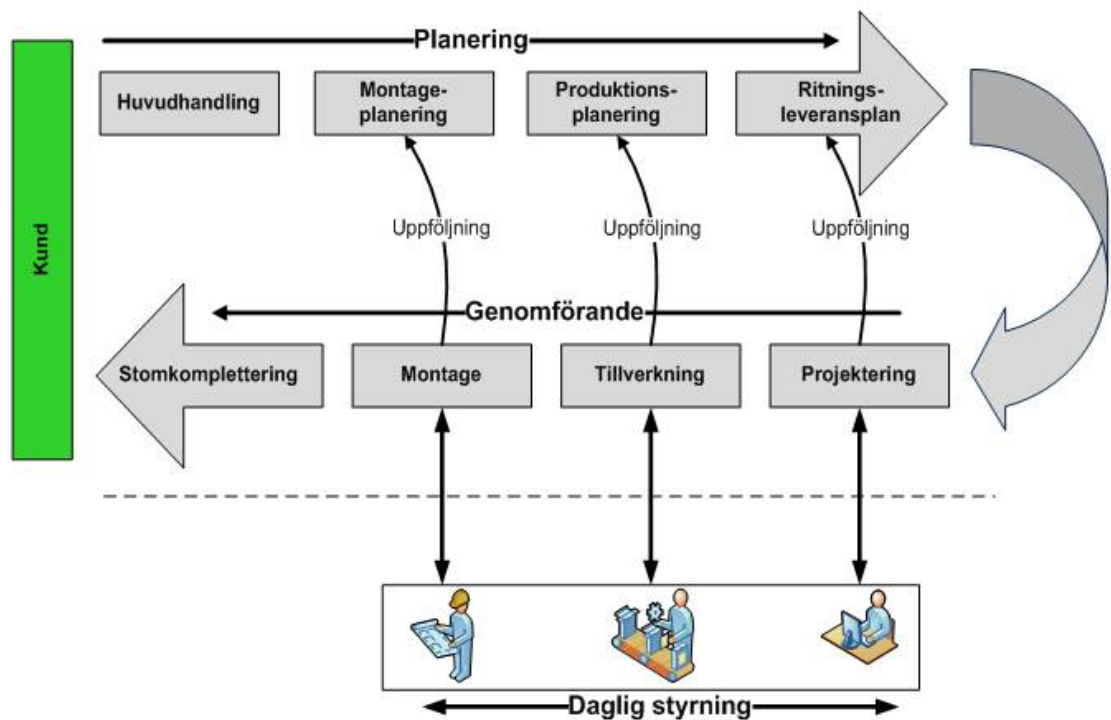 Planering
Huvudhandling
Montage-
planering
Produktions-
planering
Ritnings-
leveransplan
Kund
Uppföljning
Uppföljning
Uppföljning
Genomförande
Stomkomplettering
Montage
Tillverkning
Projektering
Daglig styrning